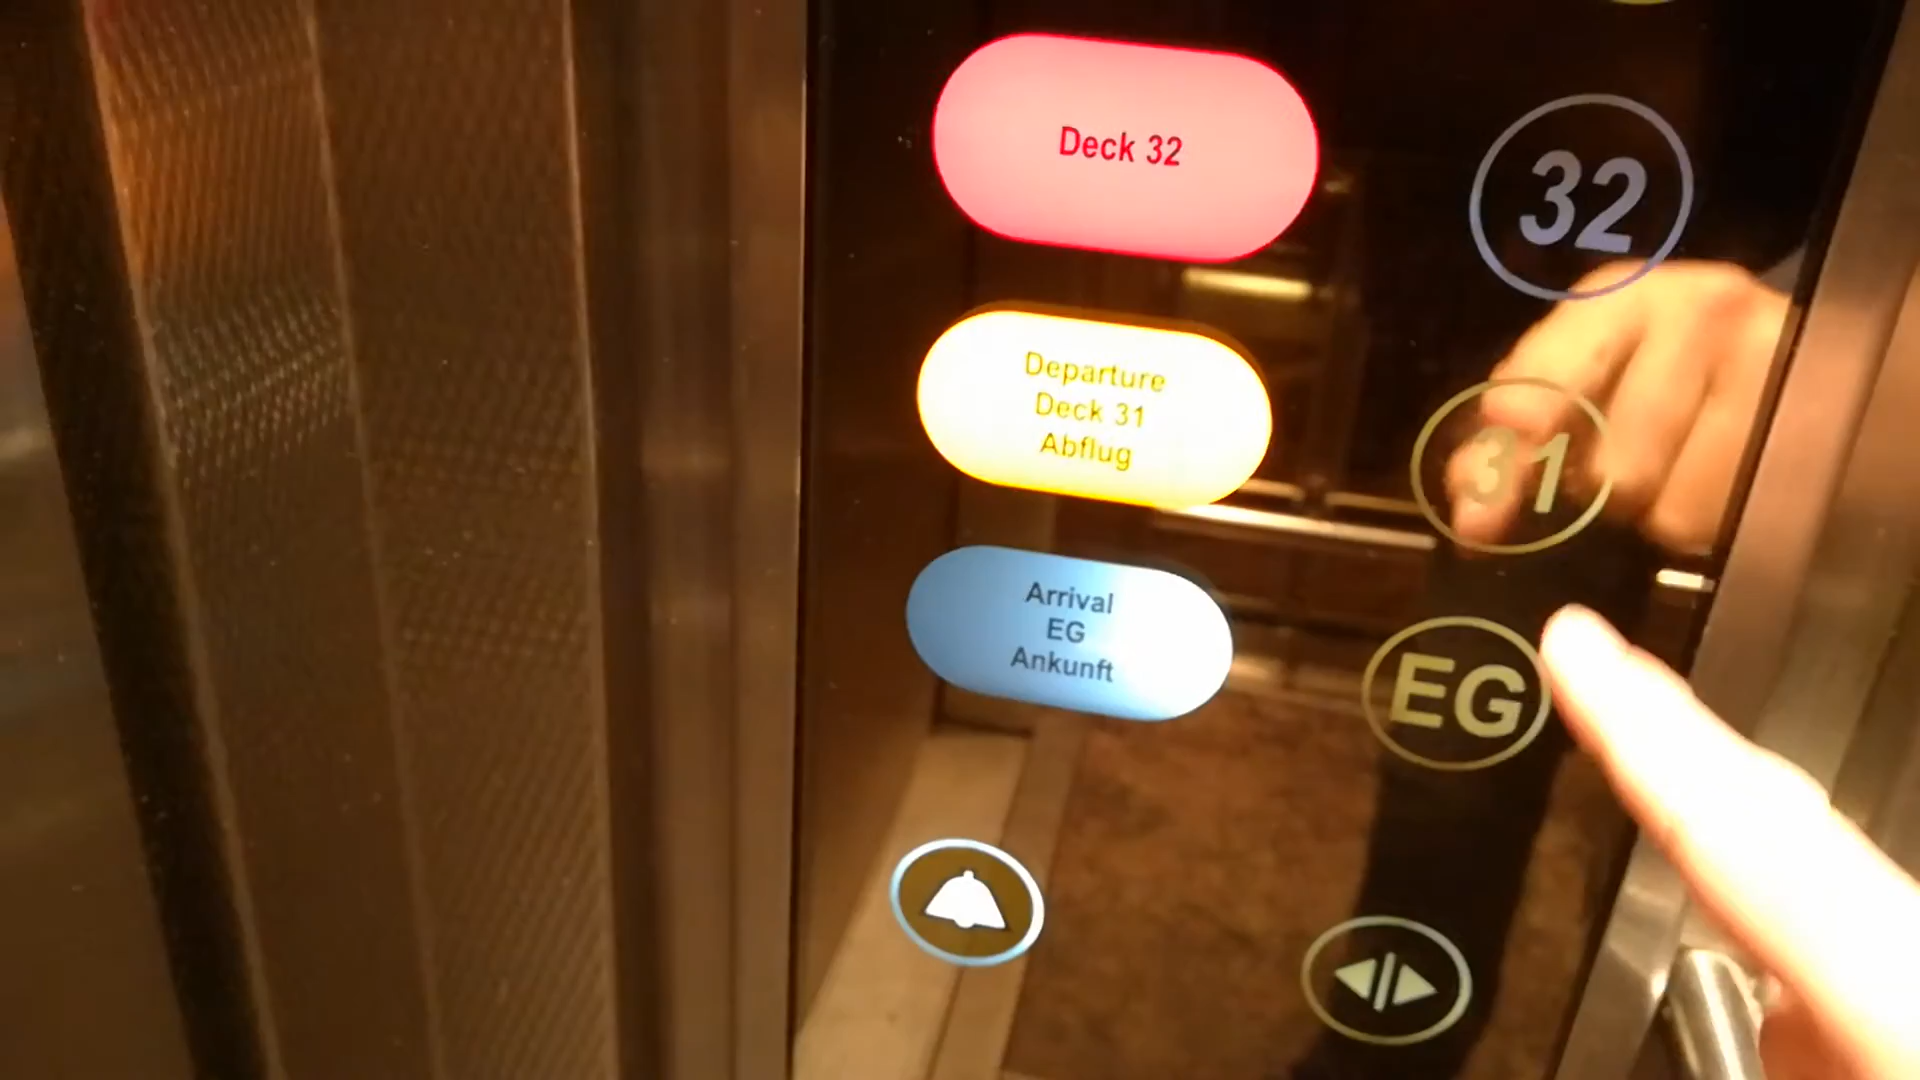 Deck 32
32
Departure
Deck 31
Abflug
31
Arrival
EG
Ankunft
EG